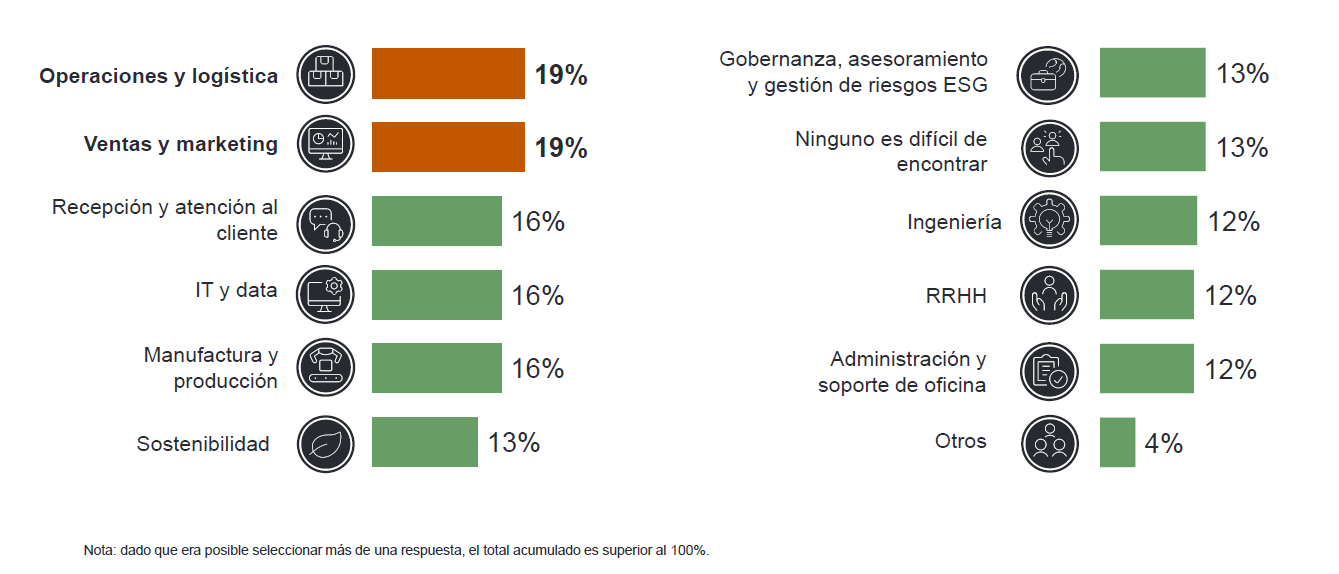 Operaciones y logística
19%
Ventas y marketing
19%
Recepción y atención al
cliente
16%
IT y data
16%
Manufactura y
producción
16%
Sostenibilidad
13%
Gobernanza, asesoramiento
y gestión de riesgos ESG
13%
Ninguno es difícil de
encontrar
13%
Ingeniería
12%
RRHH
12%
Administración y
soporte de oficina
12%
Otros
4%
Nota: dado que era posible seleccionar más de una respuesta, el total acumulado es superior al 100%.